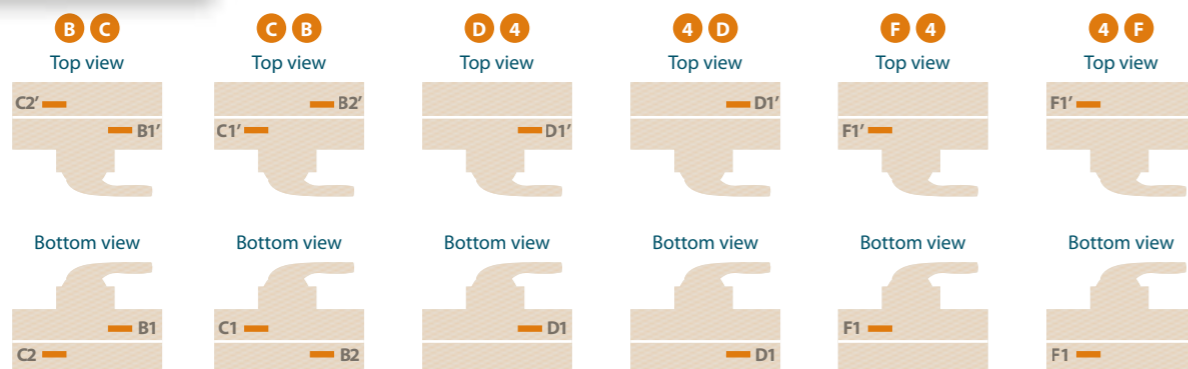 B C C B D 4 4 D F 4 4 F
Top view Top view Top view Top view Top view Top view
C2’ B2’ D1’ F1’
B1’ C1’ D1’ F1’
Bottom view Bottom view Bottom view Bottom view Bottom view Bottom view
B1 C1 D1 F1
C2 B2 D1 F1